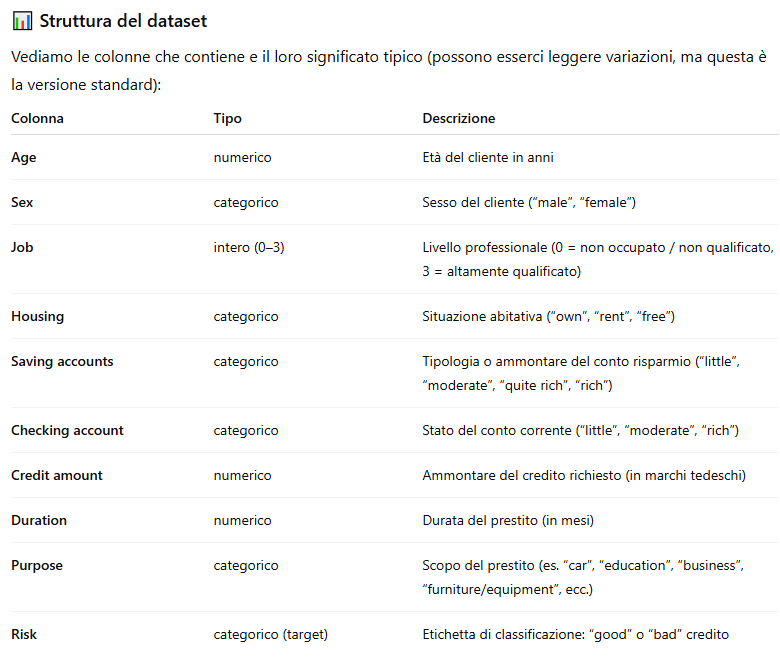 📊 Struttura del dataset
Vediamo le colonne che contiene e il loro significato tipico (possono esserci leggere variazioni, ma questa è
la versione standard):
Colonna Tipo Descrizione
Age numerico Età del cliente in anni
Sex categorico Sesso del cliente (“male”, “female”)
Job intero (0–3) Livello professionale (0 = non occupato / non qualificato,
3 = altamente qualificato)
Housing categorico Situazione abitativa (“own”, “rent”, “free”)
Saving accounts categorico Tipologia o ammontare del conto risparmio (“little”,
“moderate”, “quite rich”, “rich”)
Checking account categorico Stato del conto corrente (“little”, “moderate”, “rich”)
Credit amount numerico Ammontare del credito richiesto (in marchi tedeschi)
Duration numerico Durata del prestito (in mesi)
Purpose categorico Scopo del prestito (es. “car”, “education”, “business”,
“furniture/equipment”, ecc.)
Risk categorico (target) Etichetta di classificazione: “good” o “bad” credito